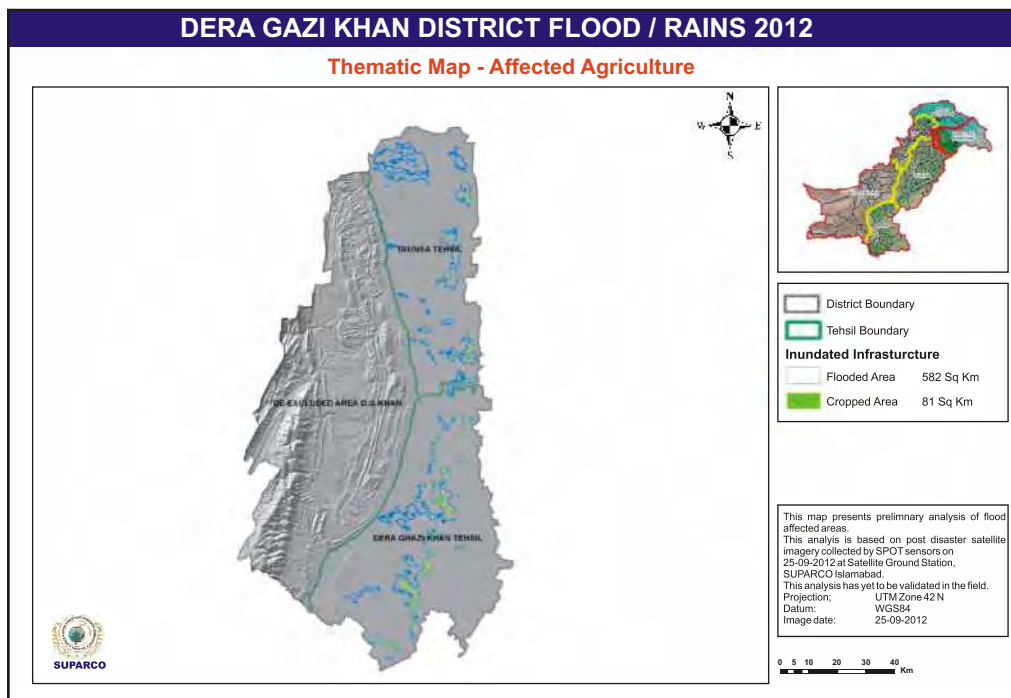 DERA GAZI KHAN DISTRICT FLOOD / RAINS 2012
Thematic Map - Affected Agriculture
N
W
E
S
TAUNSA TEHSIL
DE-EXCLUDED AREA D.G KHAN
DERA GHAZI KHAN TEHSIL
District Boundary
Tehsil Boundary
Inundated Infrasturcture
Flooded Area 582 Sq Km
Cropped Area 81 Sq Km
This map presents prelimnary analysis of flood
affected areas.
This analysis is based on post disaster satellite
imagery collected by SPOT sensors on
25-09-2012 at Satellite Ground Station,
SUPARCO Islamabad.
This analysis has yet to be validated in the field.
Projection; UTM Zone 42 N
Datum: WGS84
Image date: 25-09-2012
SUPARCO
0 5 10 20 30 40
Km